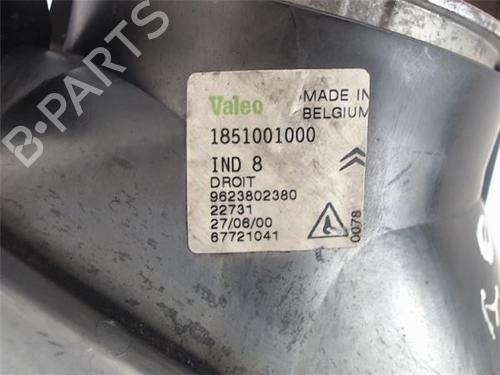 B-PARTS
Valeo
MADE IN
BELGIUM
1851001000
IND 8
DROIT
9623802380
22731
27/06/00
67721041
0078